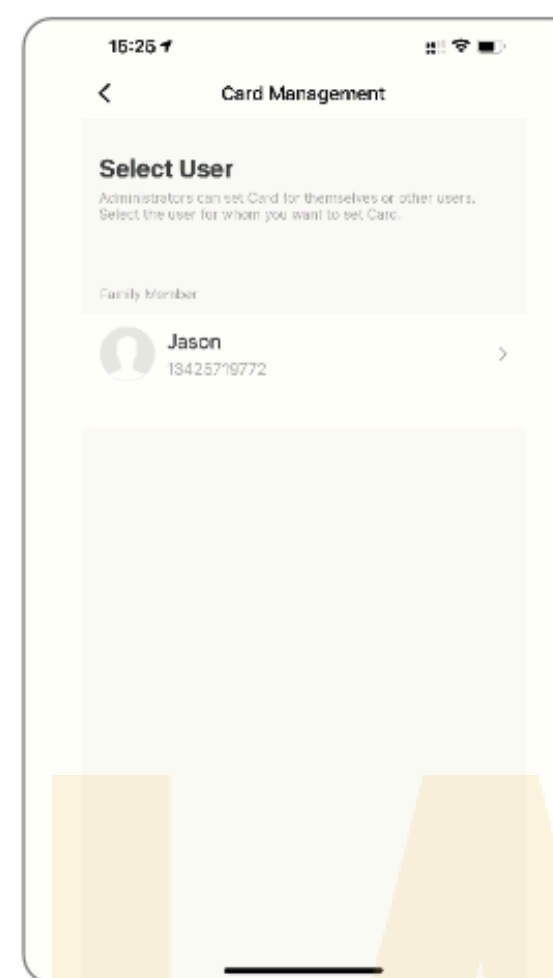 15:25
Card Management
Select User
Administrators can set Card for themselves or other users.
Select the user for whom you want to set Card.
Family Member
Jason
13425719772